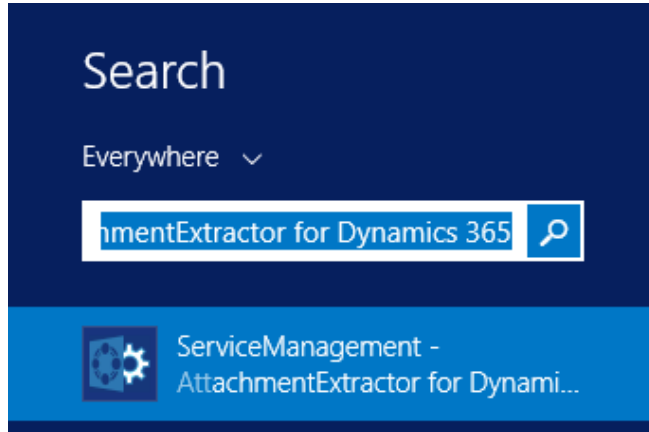 Search
Everywhere
hmentExtractor for Dynamics 365
ServiceManagement -
AttachmentExtractor for Dynami...